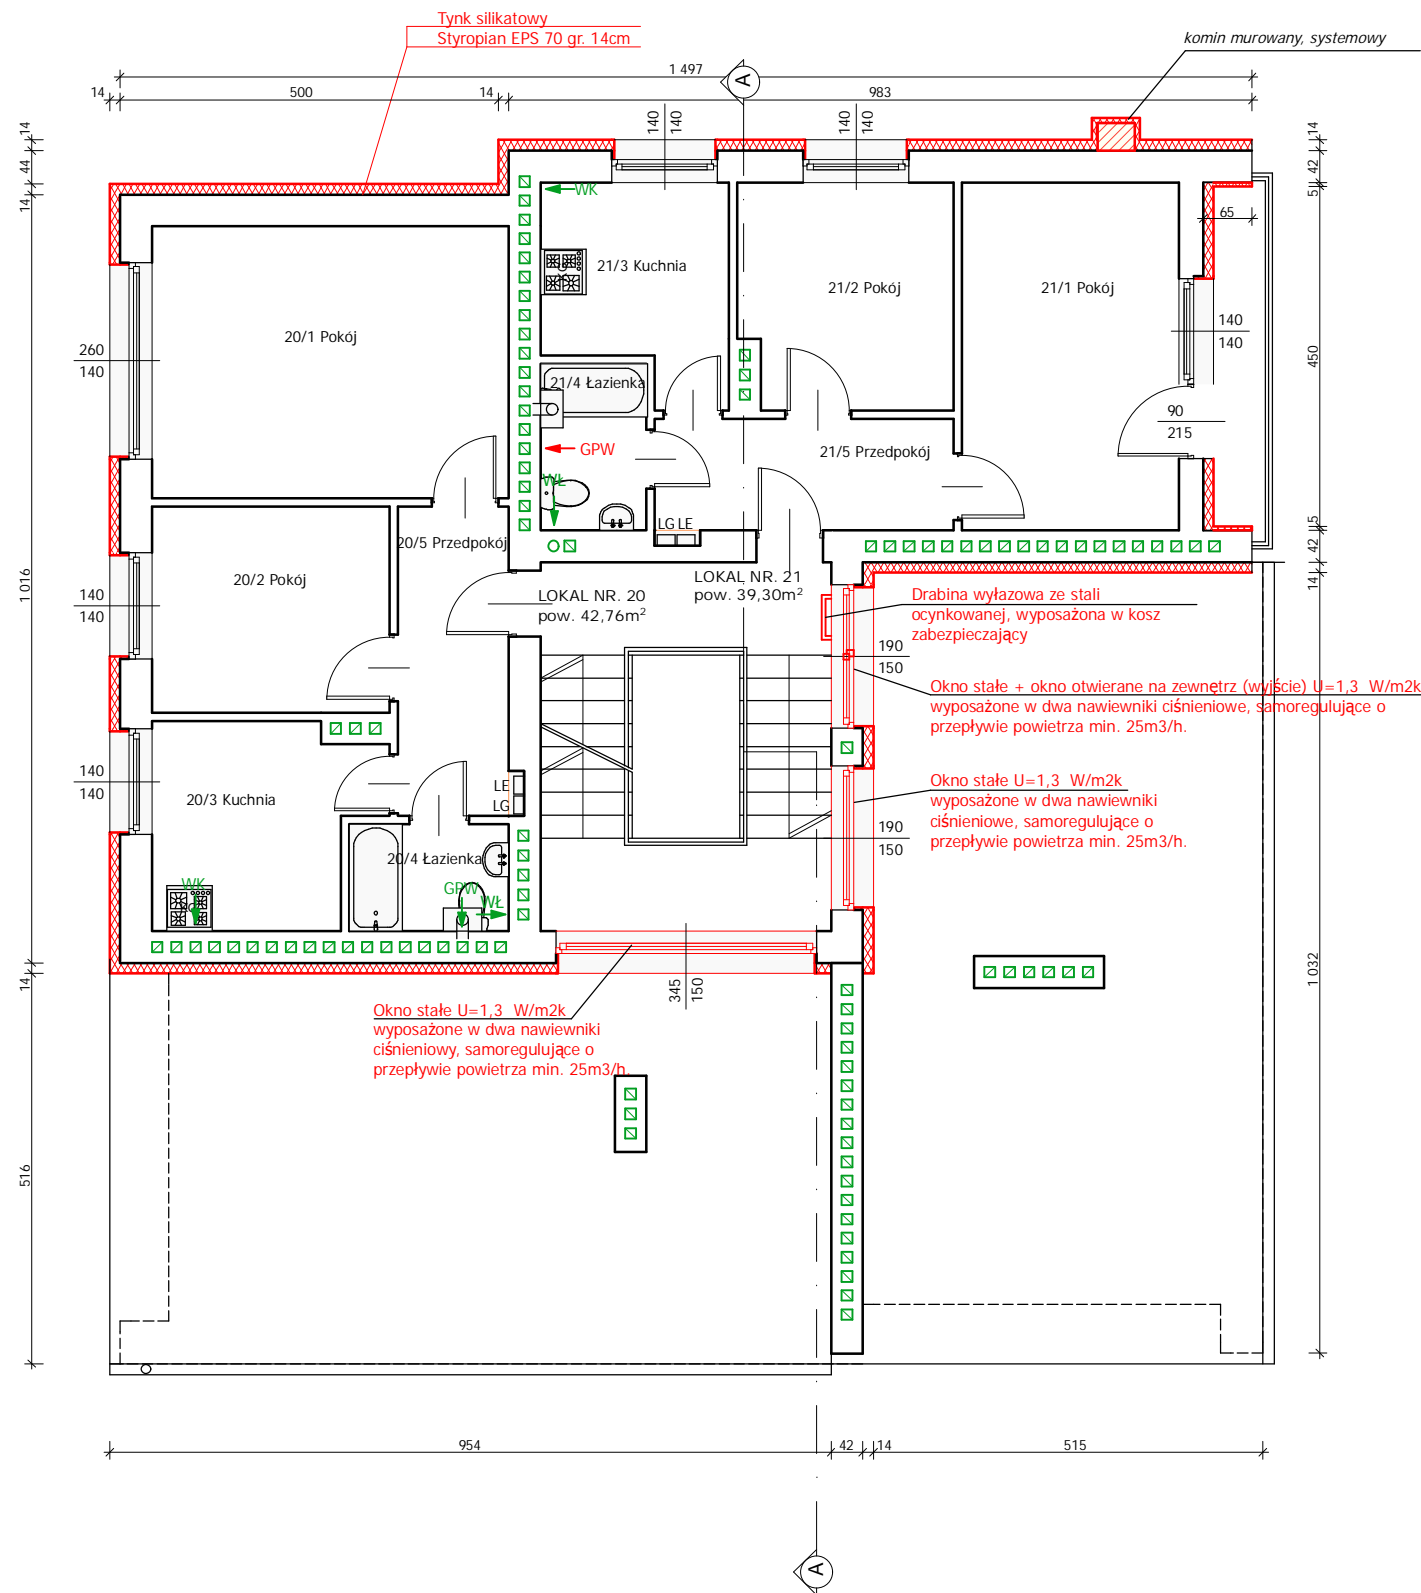 Tynk silikatowy
Styropian EPS 70 gr. 14cm
komin murowany, systemowy
1 497
A
14
500
14
983
140
140
140
140
14
44
14
14
42
5
WK
65
21/3 Kuchnia
21/2 Pokój
21/1 Pokój
20/1 Pokój
140
140
260
140
450
21/4 Łazienka
90
215
GPW
21/5 Przedpokój
WŁ
LG LE
15
42
14
20/5 Przedpokój
20/2 Pokój
1 016
140
140
LOKAL NR. 21
pow. 39,30m²
LOKAL NR. 20
pow. 42,76m²
Drabina wyłazowa ze stali
ocynkowanej, wyposażona w kosz
zabezpieczający
190
150
Okno stałe + okno otwierane na zewnętrz (wyjście) U=1,3 W/m2k
wyposażone w dwa nawiewniki ciśnieniowe, samoregulujące o
przepływie powietrza min. 25m3/h.
140
140
20/3 Kuchnia
LE
LG
Okno stałe U=1,3 W/m2k
wyposażone w dwa nawiewniki
ciśnieniowe, samoregulujące o
przepływie powietrza min. 25m3/h.
190
150
20/4 Łazienka
WK
GPW
WŁ
14
345
150
1 032
Okno stałe U=1,3 W/m2k
wyposażone w dwa nawiewniki
ciśnieniowy, samoregulujące o
przepływie powietrza min. 25m3/h.
516
954
42
14
515
A